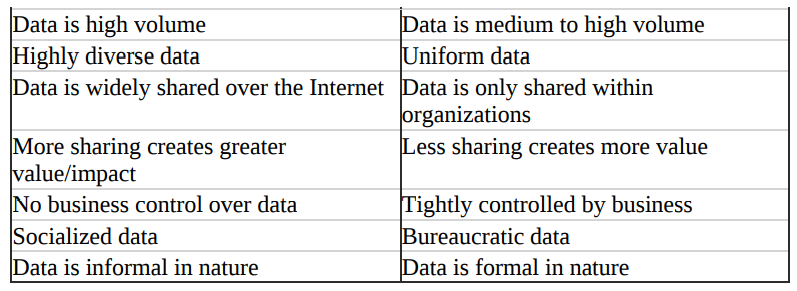 Data is high volume
Data is medium to high volume
Highly diverse data
Uniform data
Data is widely shared over the Internet
Data is only shared within
organizations
More sharing creates greater
value/impact
Less sharing creates more value
No business control over data
Tightly controlled by business
Socialized data
Bureaucratic data
Data is informal in nature
Data is formal in nature